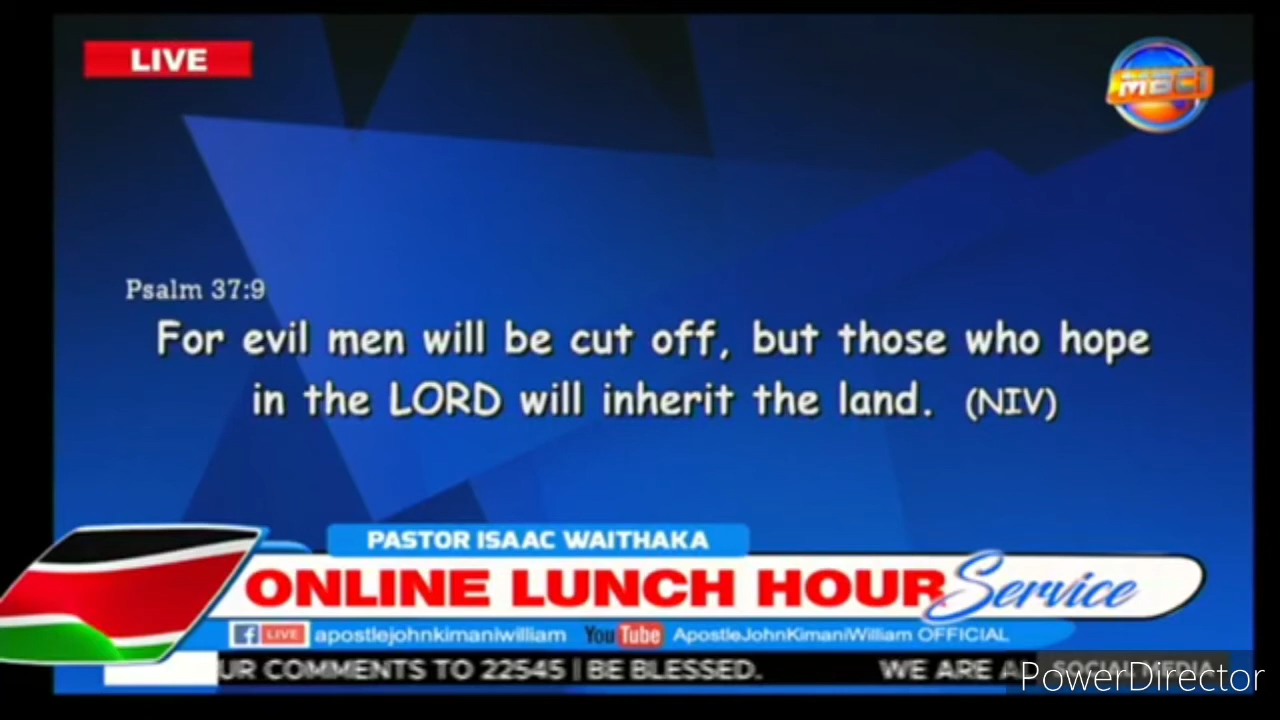 LIVE
MBCI
Psalm 37:9
For evil men will be cut off, but those who hope
in the LORD will inherit the land. (NIV)
PASTOR ISAAC WAITHAKA
ONLINE LUNCH HOUR Service
LIVE apostlejohnkimaniwilliam YouTube ApostleJohnKimaniWilliam OFFICIAL
UR COMMENTS TO 22545 | BE BLESSED. WE ARE A SOCIAL MEDIA
PowerDirector